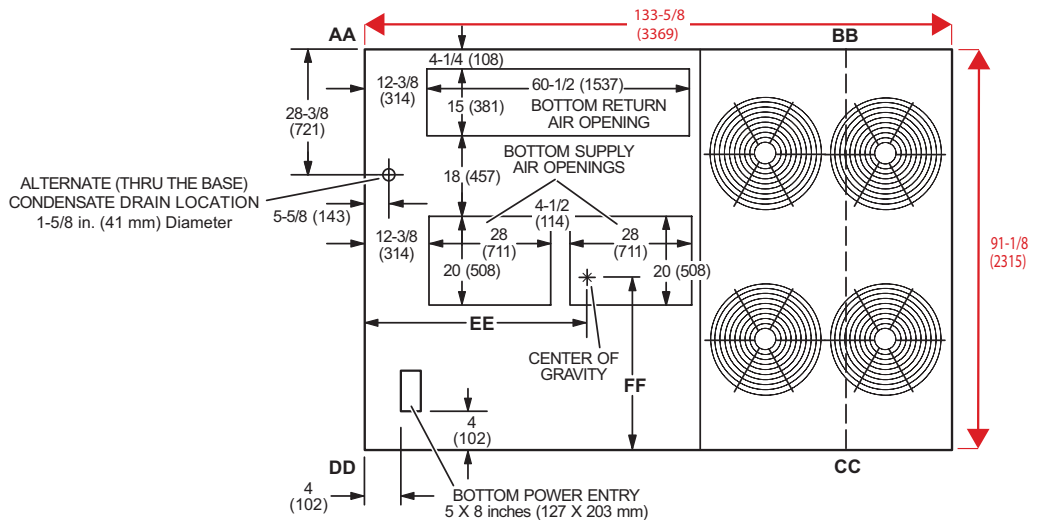 133-5/8
(3369)
AA
BB
4-1/4 (108)
12-3/8
(314)
60-1/2 (1537)
28-3/8
(721)
15 (381)
BOTTOM RETURN
AIR OPENING
BOTTOM SUPPLY
AIR OPENINGS
18 (457)
ALTERNATE (THRU THE BASE)
CONDENSATE DRAIN LOCATION
1-5/8 in. (41 mm) Diameter
5-5/8 (143)
4-1/2
(114)
12-3/8
(314)
28
(711)
28
(711)
91-1/8
(2315)
20 (508)
20 (508)
EE
CENTER OF
GRAVITY
FF
4
(102)
DD
CC
4
(102)
BOTTOM POWER ENTRY
5 X 8 inches (127 X 203 mm)